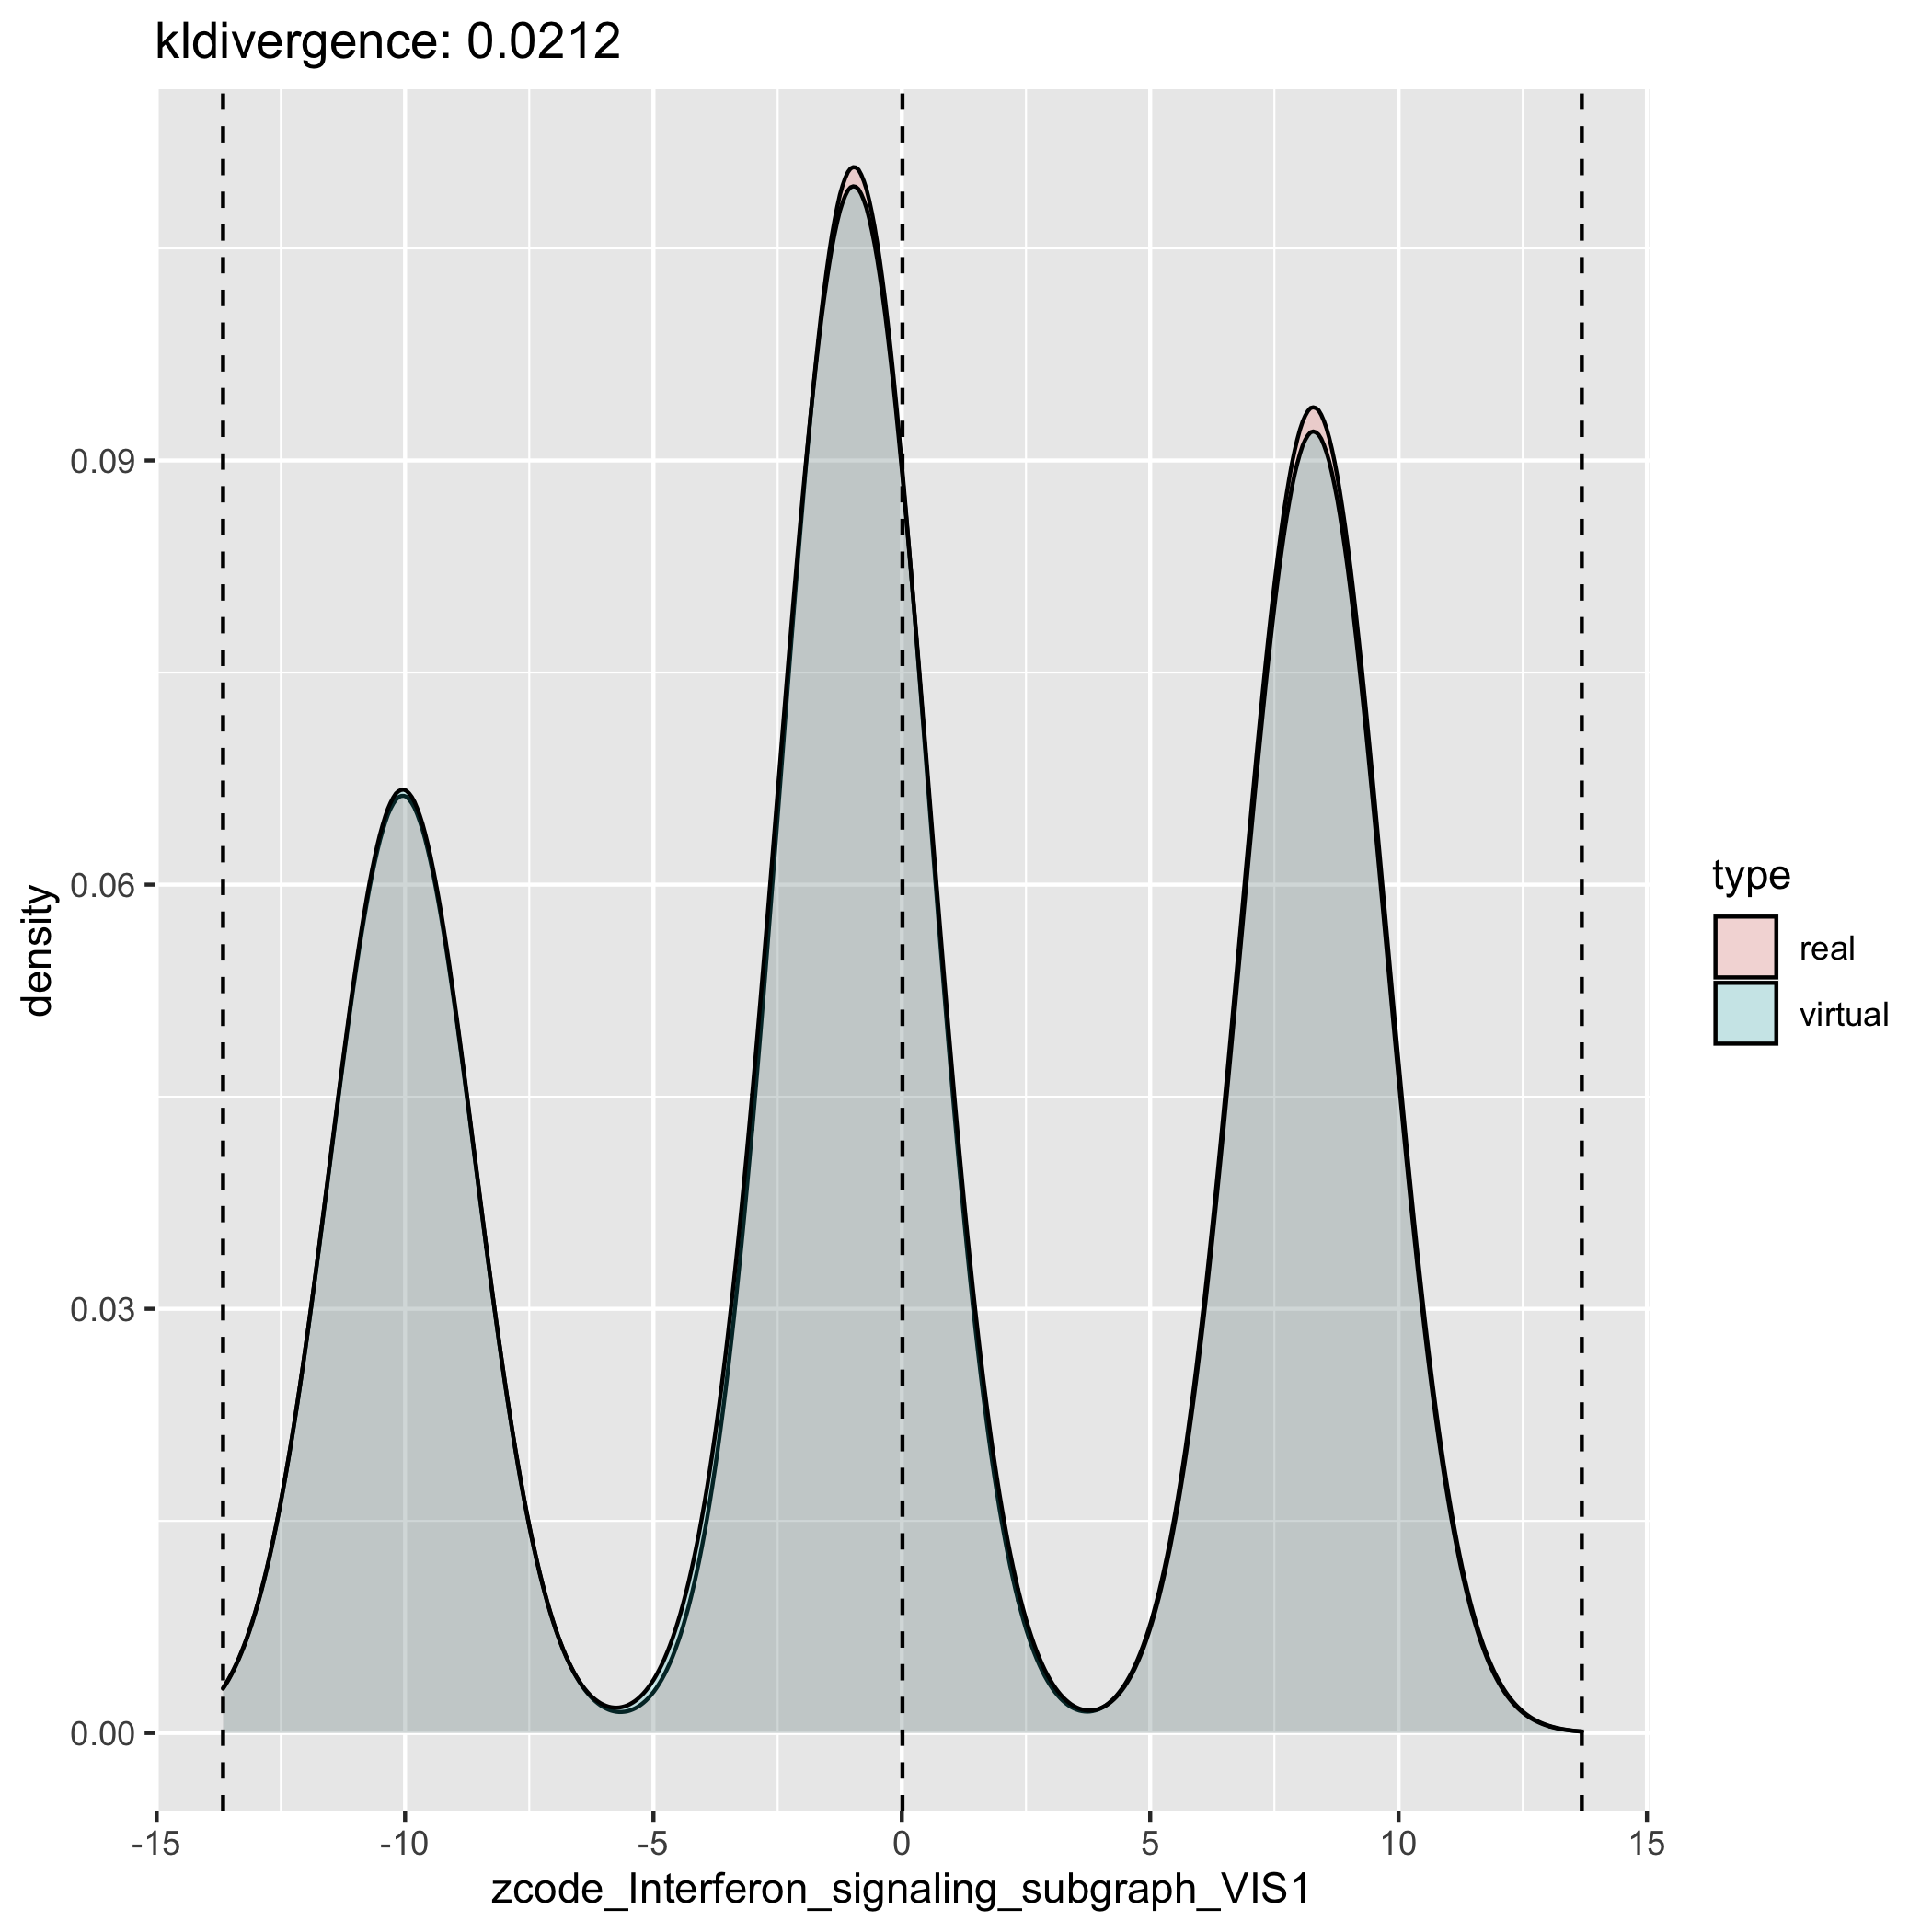 kldivergence: 0.0212
density
0.09
0.06
0.03
0.00
-15 -10 -5 0 5 10 15
zcode_Interferon_signaling_subgraph_VIS1
type
real
virtual